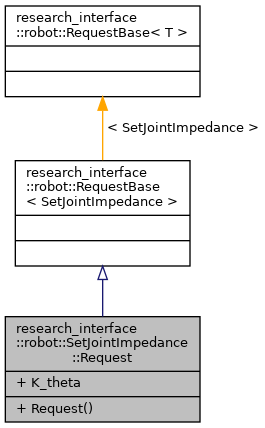 research_interface
::robot::RequestBase< T >
< SetJointImpedance >
research_interface
::robot::RequestBase
< SetJointImpedance >
research_interface
::robot::SetJointImpedance
::Request
+ K_theta
+ Request()